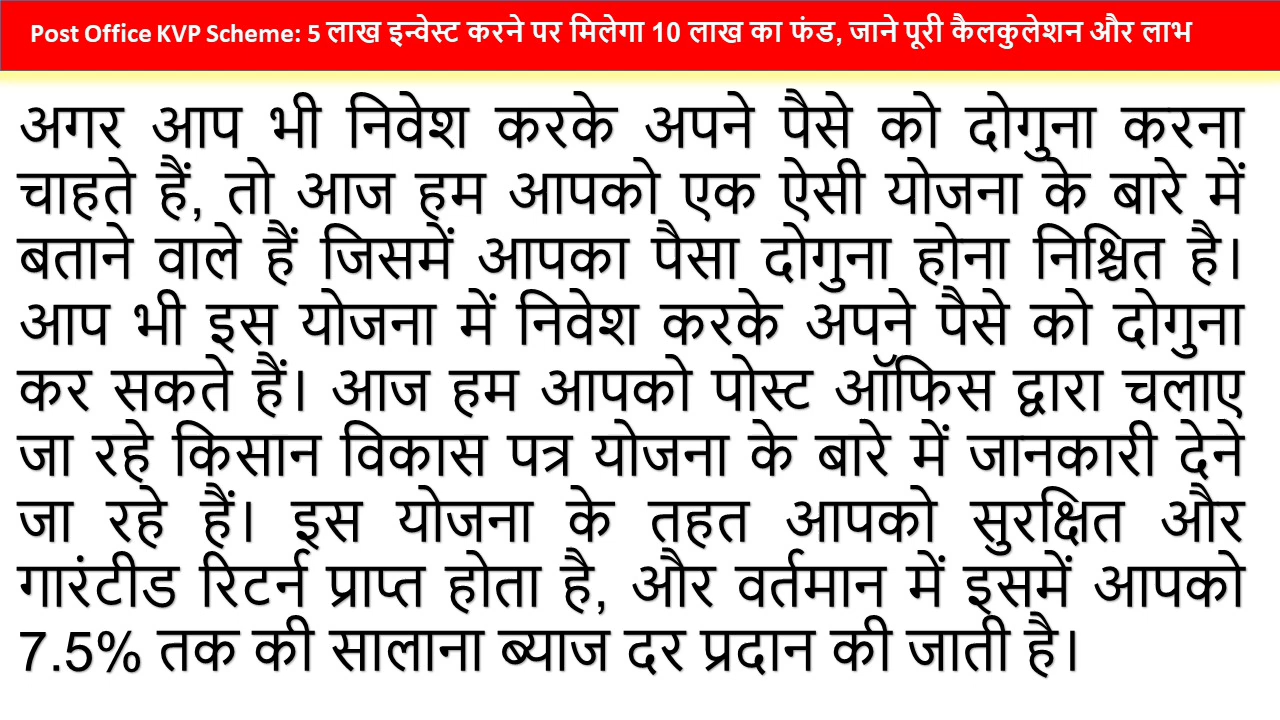 Post Office KVP Scheme: 5 लाख इन्वेस्ट करने पर मिलेगा 10 लाख का फंड, जाने पूरी कैलकुलेशन और लाभ
अगर आप भी निवेश करके अपने पैसे को दोगुना करना
चाहते हैं, तो आज हम आपको एक ऐसी योजना के बारे में
बताने वाले हैं जिसमें आपका पैसा दोगुना होना निश्चित है।
आप भी इस योजना में निवेश करके अपने पैसे को दोगुना
कर सकते हैं। आज हम आपको पोस्ट ऑफिस द्वारा चलाए
जा रहे किसान विकास पत्र योजना के बारे में जानकारी देने
जा रहे हैं। इस योजना के तहत आपको सुरक्षित और
गारंटीड रिटर्न प्राप्त होता है, और वर्तमान में इसमें आपको
7.5% तक की सालाना ब्याज दर प्रदान की जाती है।